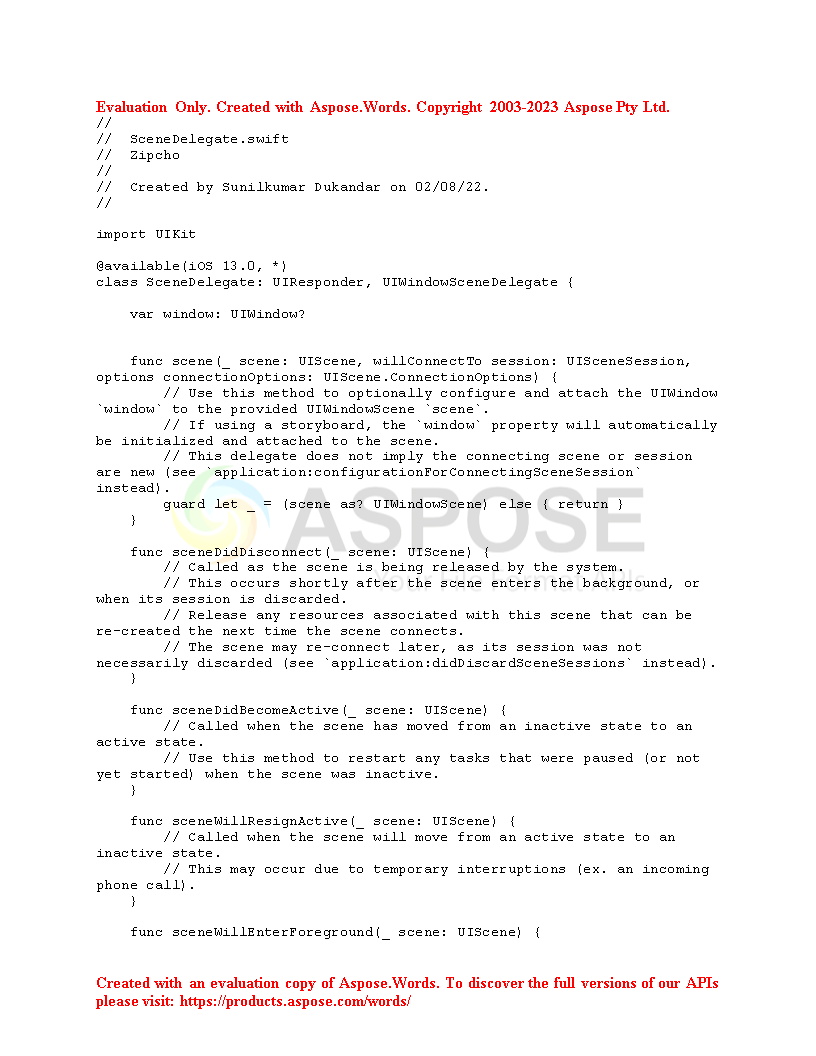 Evaluation Only. Created with Aspose.Words. Copyright 2003-2023 Aspose Pty Ltd.
//
//  SceneDelegate.swift
//  Zipcho
//
//  Created by Sunilkumar Dukandar on 02/08/22.
//
import UIKit
@available(iOS 13.0, *)
class SceneDelegate: UIResponder, UIWindowSceneDelegate {
    var window: UIWindow?
    func scene(_ scene: UIScene, willConnectTo session: UISceneSession,
options connectionOptions: UIScene.ConnectionOptions) {
        // Use this method to optionally configure and attach the UIWindow
`window` to the provided UIWindowScene `scene`.
        // If using a storyboard, the `window` property will automatically
be initialized and attached to the scene.
        // This delegate does not imply the connecting scene or session
are new (see `application:configurationForConnectingSceneSession`
instead).
        guard let _ = (scene as? UIWindowScene) else { return }
    }
ASPOSE
    func sceneDidDisconnect(_ scene: UIScene) {
        // Called as the scene is being released by the system.
        // This occurs shortly after the scene enters the background, or
when its session is discarded.
        // Release any resources associated with this scene that can be
re-created the next time the scene connects.
        // The scene may re-connect later, as its session was not
necessarily discarded (see `application:didDiscardSceneSessions` instead).
    }
    func sceneDidBecomeActive(_ scene: UIScene) {
        // Called when the scene has moved from an inactive state to an
active state.
        // Use this method to restart any tasks that were paused (or not
yet started) when the scene was inactive.
    }
    func sceneWillResignActive(_ scene: UIScene) {
        // Called when the scene will move from an active state to an
inactive state.
        // This may occur due to temporary interruptions (ex. an incoming
phone call).
    }
    func sceneWillEnterForeground(_ scene: UIScene) {
Created with an evaluation copy of Aspose.Words. To discover the full versions of our APIs
please visit: https://products.aspose.com/words/